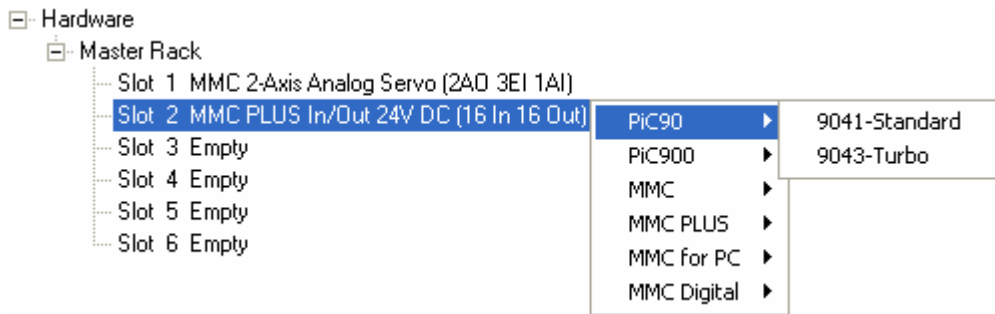 Hardware
Master Rack
Slot 1 MMC 2-Axis Analog Servo (2AO 3EI 1AI)
Slot 2 MMC PLUS In/Out 24V DC (16 In 16 Out)
Slot 3 Empty
Slot 4 Empty
Slot 5 Empty
Slot 6 Empty
PiC90
PiC900
MMC
MMC PLUS
MMC for PC
MMC Digital
9041-Standard
9043-Turbo